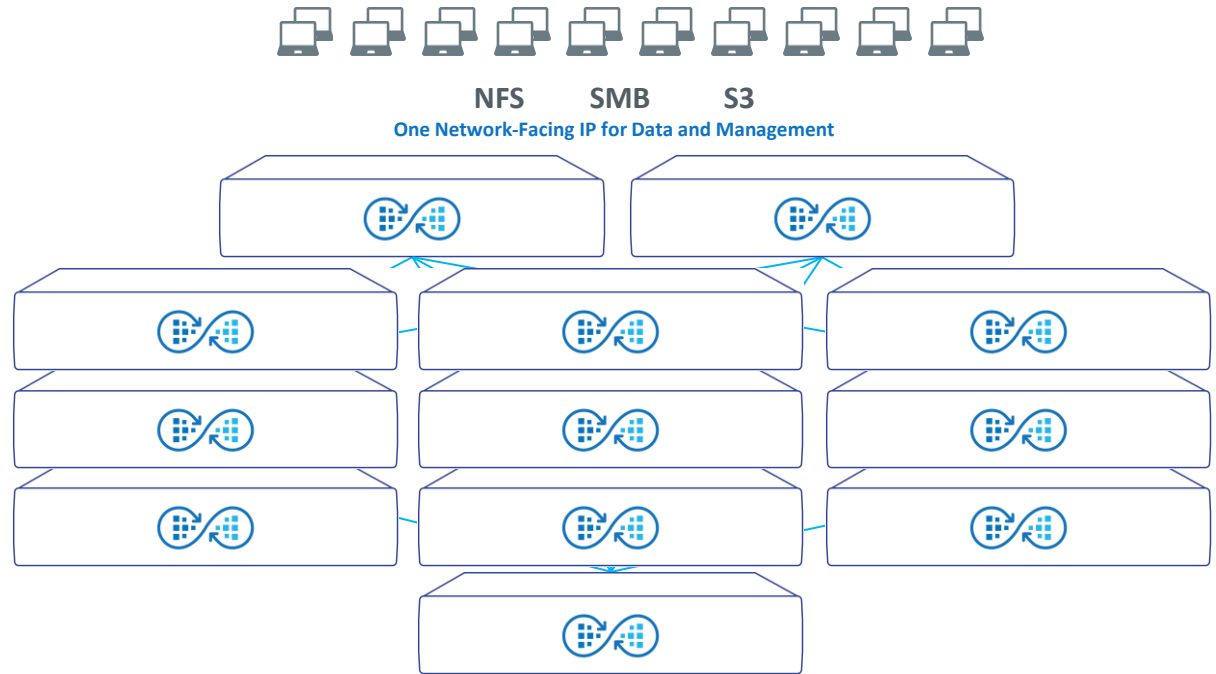 NFS SMB S3
One Network-Facing IP for Data and Management